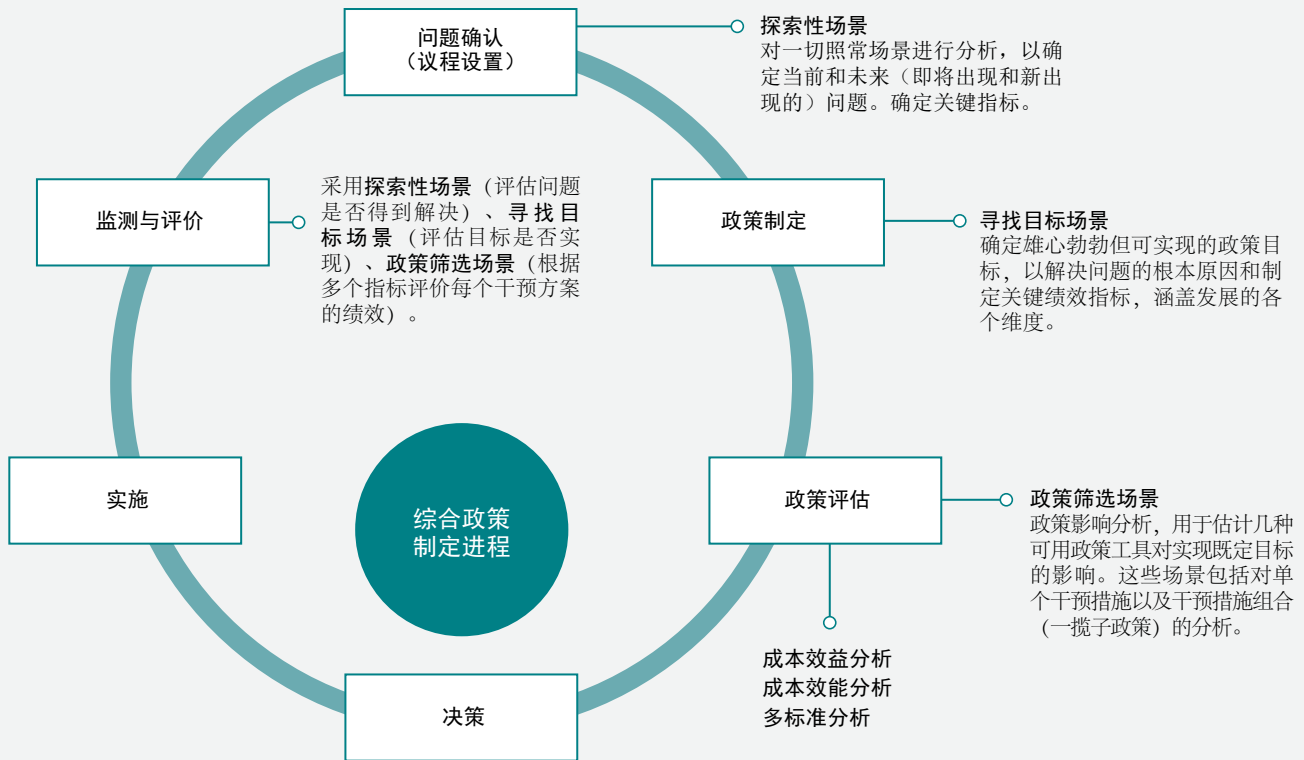 问题确认
（议程设置）
探索性场景
对一切照常场景进行分析，以确
定当前和未来（即将出现和新出
现的）问题。确定关键指标。
政策制定
寻找目标场景
确定雄心勃勃但可实现的政策目
标，以解决问题的根本原因和制
定关键绩效指标，涵盖发展的各
个维度。
政策评估
政策筛选场景
政策影响分析，用于估计几种
可用政策工具对实现既定目标
的影响。这些场景包括对单
个干预措施以及干预措施组合
（一揽子政策）的分析。
成本效益分析
成本效能分析
多标准分析
决策
实施
监测与评价
采用探索性场景（评估问题
是否得到解决）、寻找目
标场景（评估目标是否实
现）、政策筛选场景（根据
多个指标评价每个干预方案
的绩效）。
综合政策
制定进程